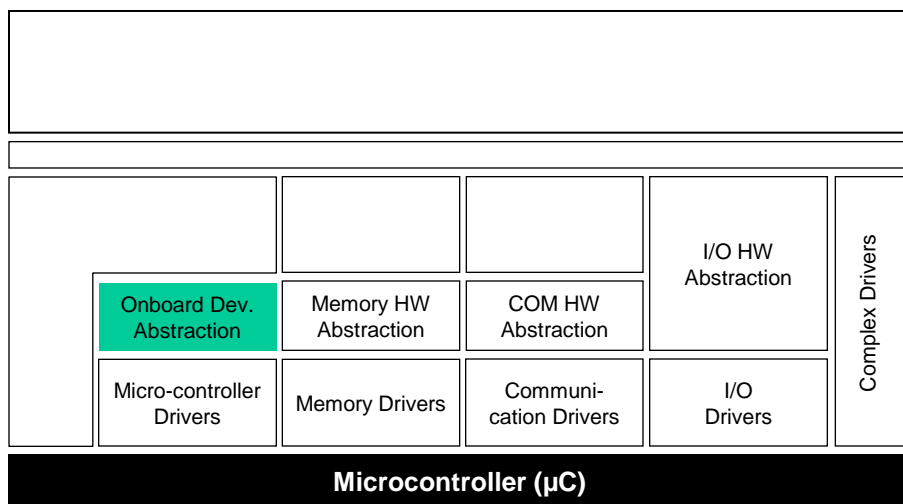 I/O HW
Abstraction
Complex Drivers
Onboard Dev.
Abstraction
Memory HW
Abstraction
COM HW
Abstraction
Micro-controller
Drivers
Memory Drivers
Communi-
cation Drivers
I/O
Drivers
Microcontroller (µC)